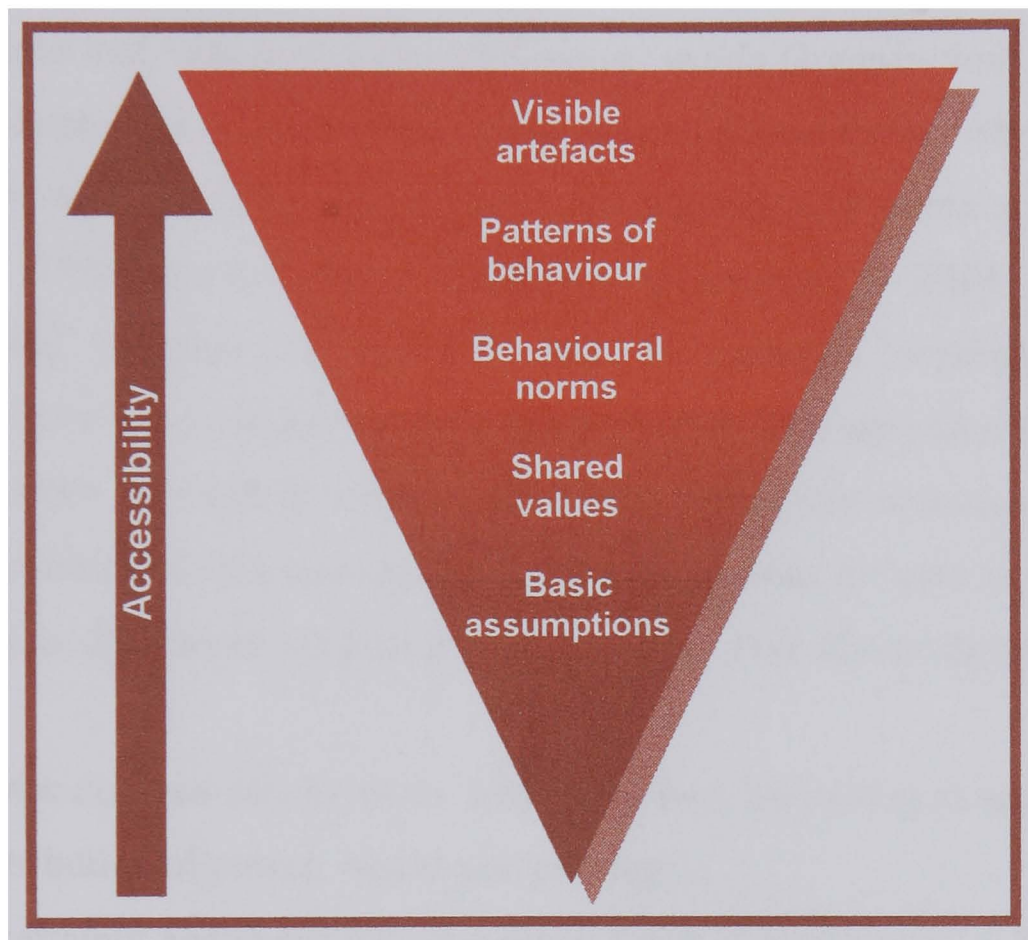 Visible
artefacts
Patterns of
behaviour
Behavioural
norms
Shared
values
Basic
assumptions
Accessibility